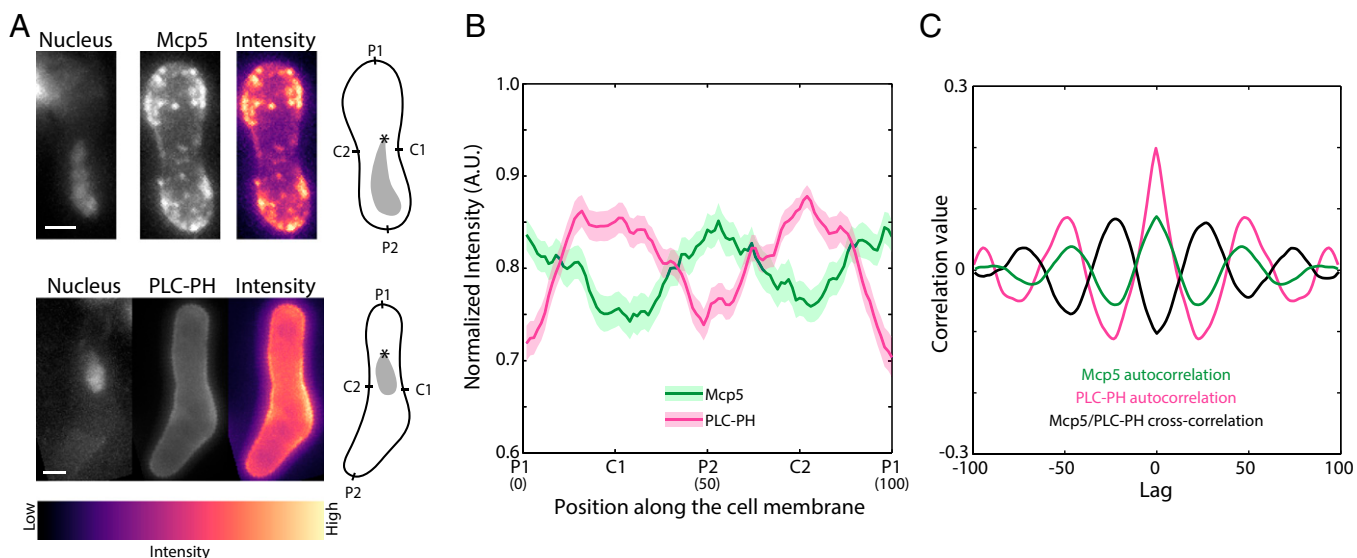 A
Nucleus Mcp5 Intensity
P1
*
C2 C1
P2
Nucleus PLC-PH Intensity
P1
*
C2 C1
P2
Low High
Intensity
B
Normalized Intensity (A.U.)
1.0
0.9
0.8
0.7
0.6
Mcp5
PLC-PH
P1 C1 P2 C2 P1
(0) (50) (100)
Position along the cell membrane
C
Correlation value
0.3
0
-0.3
Mcp5 autocorrelation
PLC-PH autocorrelation
Mcp5/PLC-PH cross-correlation
-100 -50 0 50 100
Lag